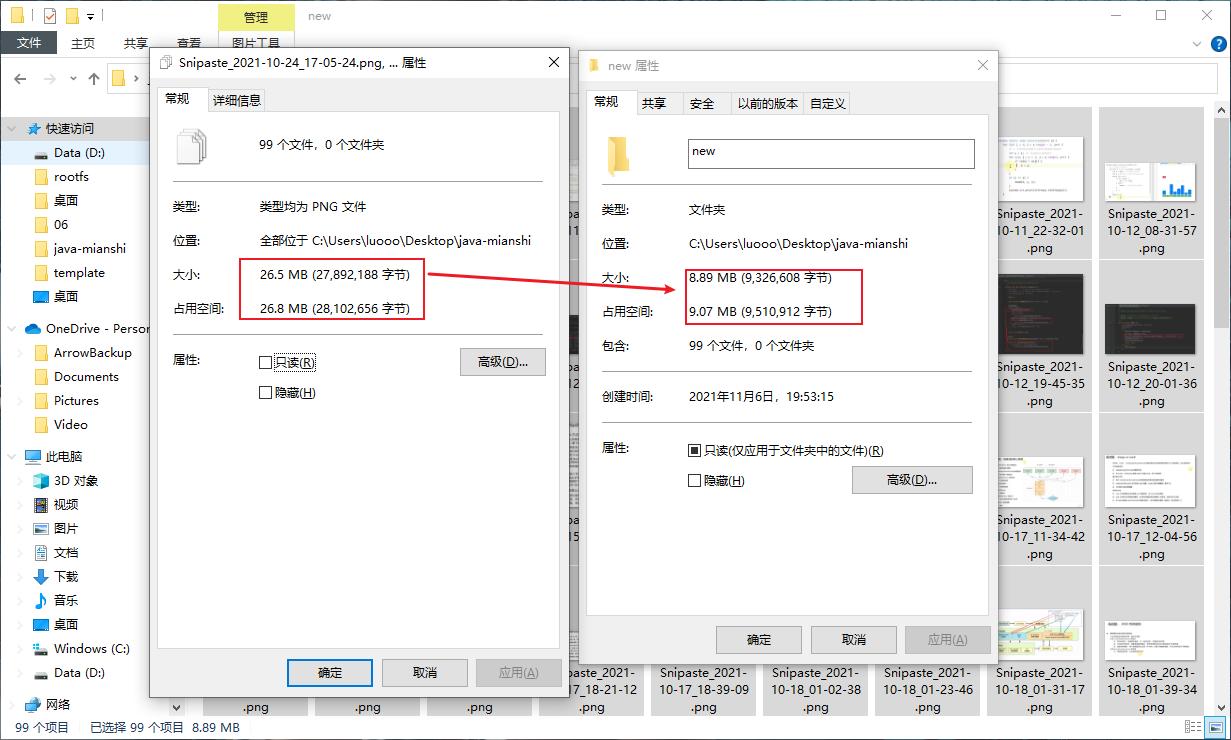 管理
new
文件
主页
共享
查看
图片工具
快速访问
Data (D:)
rootfs
桌面
06
java-mianshi
template
桌面
OneDrive - Person
ArrowBackup
Documents
Pictures
Video
此电脑
3D 对象
视频
图片
文档
下载
音乐
桌面
Windows (C:)
Data (D:)
网络
99 个项目
已选择 99 个项目
8.89 MB
Snipaste_2021-10-24_17-05-24.png, ... 属性
常规
详细信息
99 个文件，0 个文件夹
类型:
类型均为 PNG 文件
位置:
全部位于 C:\Users\luooo\Desktop\java-mianshi
大小:
26.5 MB (27,892,188 字节)
占用空间:
26.8 MB (28,102,656 字节)
属性:
只读(R)
高级(D)...
隐藏(H)
确定
取消
应用(A)
new 属性
常规
共享
安全
以前的版本
自定义
new
类型:
文件夹
位置:
C:\Users\luooo\Desktop\java-mianshi
大小:
8.89 MB (9,326,608 字节)
占用空间:
9.07 MB (9,510,912 字节)
包含:
99 个文件，0 个文件夹
创建时间:
2021年11月6日，19:53:15
属性:
只读(仅应用于文件夹中的文件)(R)
隐藏(H)
高级(D)...
确定
取消
应用(A)
Snipaste_2021-
10-11_22-32-01
.png
Snipaste_2021-
10-12_08-31-57
.png
Snipaste_2021-
10-12_19-45-35
.png
Snipaste_2021-
10-12_20-01-36
.png
Snipaste_2021-
10-17_11-34-42
.png
Snipaste_2021-
10-17_12-04-56
.png
.png
.png
.png
17_18-21-12
.png
Snipaste_2021-
10-17_18-39-09
.png
Snipaste_2021-
10-18_01-02-38
.png
Snipaste_2021-
10-18_01-23-46
.png
Snipaste_2021-
10-18_01-31-17
.png
Snipaste_2021-
10-18_01-39-34
.png